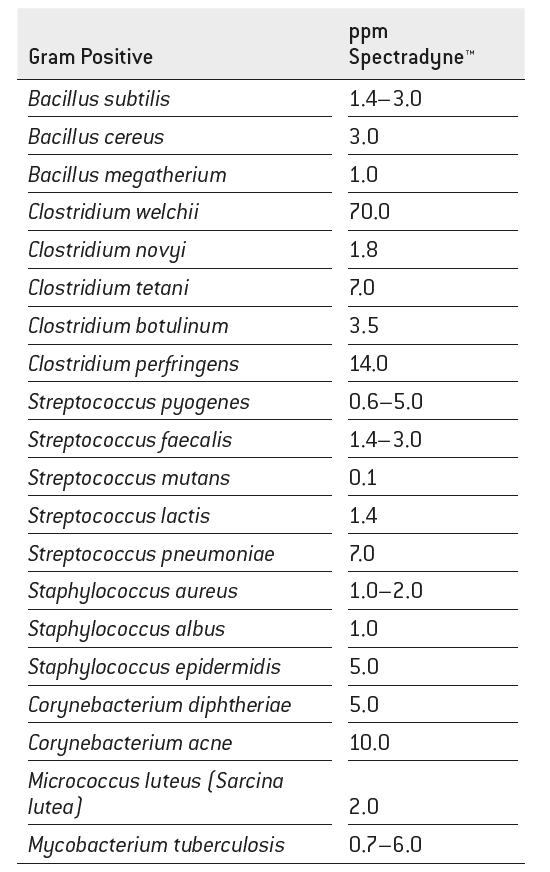 Gram Positive ppm Spectradyne™
Bacillus subtilis 1.4–3.0
Bacillus cereus 3.0
Bacillus megatherium 1.0
Clostridium welchii 70.0
Clostridium novyi 1.8
Clostridium tetani 7.0
Clostridium botulinum 3.5
Clostridium perfringens 14.0
Streptococcus pyogenes 0.6–5.0
Streptococcus faecalis 1.4–3.0
Streptococcus mutans 0.1
Streptococcus lactis 1.4
Streptococcus pneumoniae 7.0
Staphylococcus aureus 1.0–2.0
Staphylococcus albus 1.0
Staphylococcus epidermidis 5.0
Corynebacterium diphtheriae 5.0
Corynebacterium acne 10.0
Micrococcus luteus (Sarcina
lutea) 2.0
Mycobacterium tuberculosis 0.7–6.0